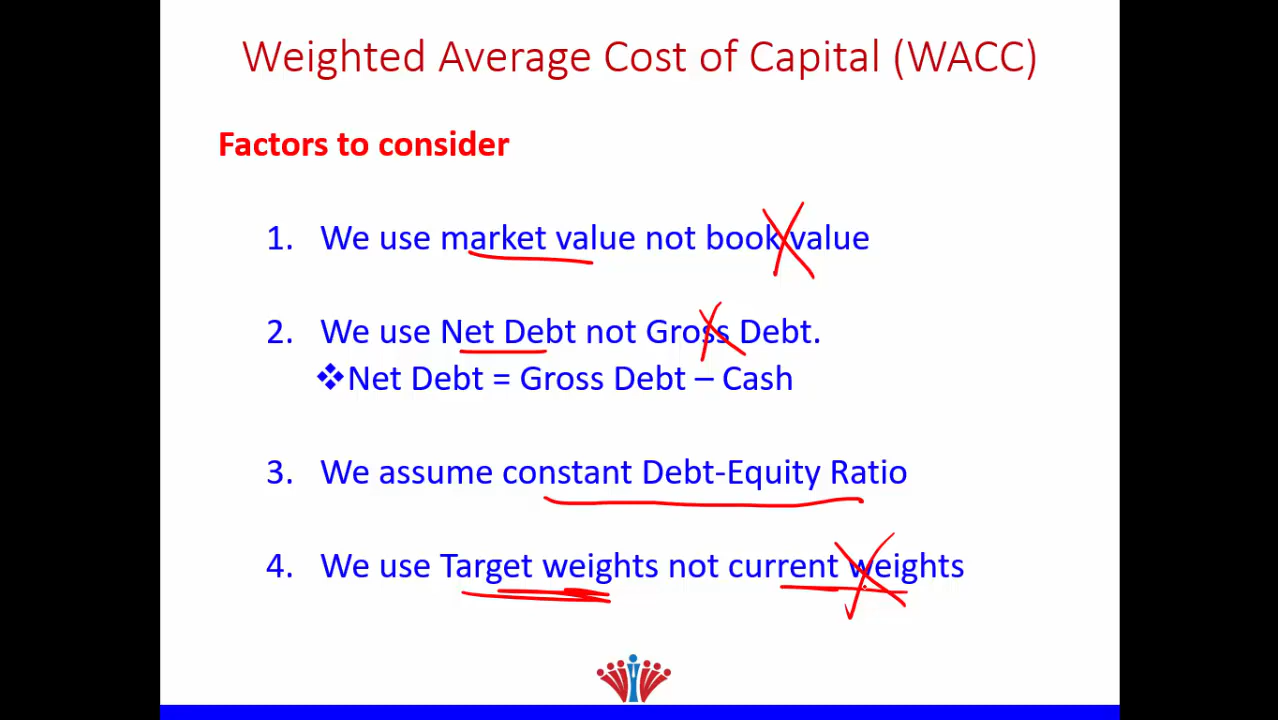 Weighted Average Cost of Capital (WACC)
Factors to consider
1. We use market value not book value
2. We use Net Debt not Gross Debt.
❖Net Debt = Gross Debt – Cash
3. We assume constant Debt-Equity Ratio
4. We use Target weights not current weights